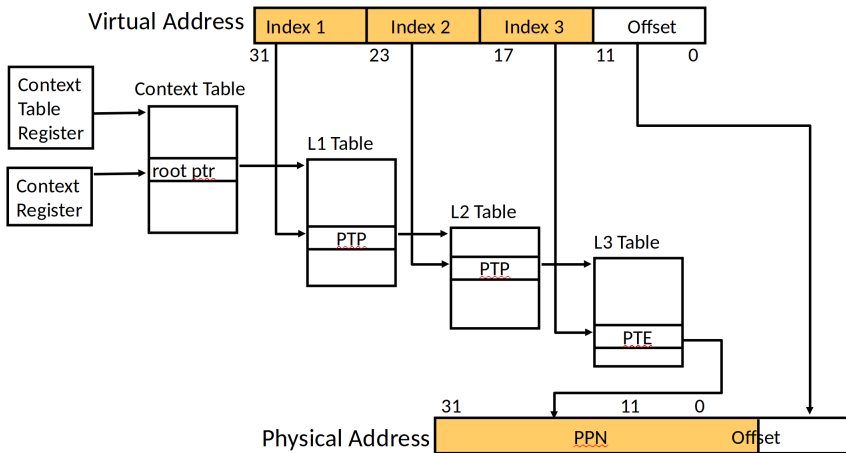 Virtual Address
Index 1 Index 2 Index 3 Offset
31 23 17 11 0
Context
Table
Register
Context Table
L1 Table
root ptr
Context
Register
L2 Table
PTP
L3 Table
PTP
PTE
31 11 0
Physical Address PPN Offset